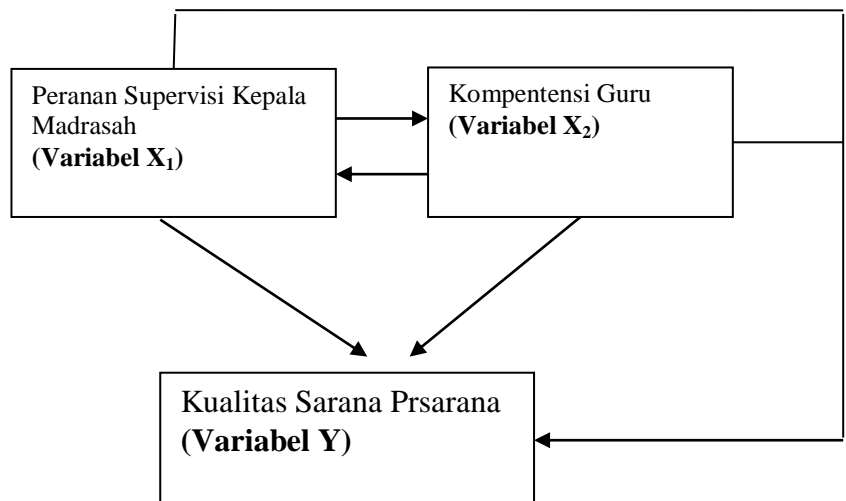 Peranan Supervisi Kepala
Madrasah
(Variabel X₁)
Kompentensi Guru
(Variabel X₂)
Kualitas Sarana Prsarana
(Variabel Y)